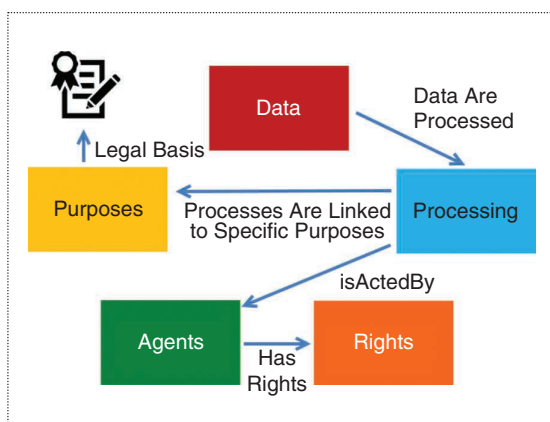 Data
Data Are
Processed
Legal Basis
Purposes
Processes Are Linked
to Specific Purposes
Processing
isActedBy
Agents
Has
Rights
Rights